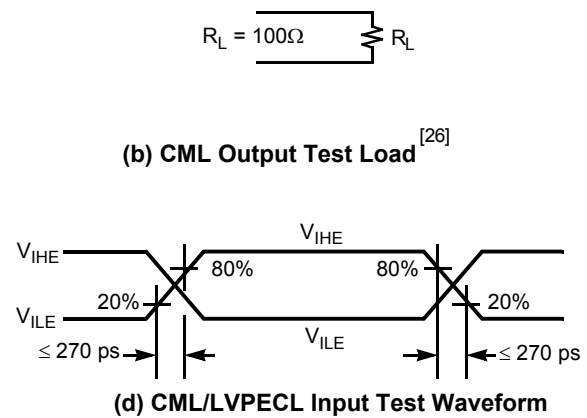 R_L = 100Ω R_L
(b) CML Output Test Load [26]
V_IHE V_IHE
80% 80%
20% 20%
V_ILE V_ILE
≤ 270 ps ≤ 270 ps
(d) CML/LVPECL Input Test Waveform